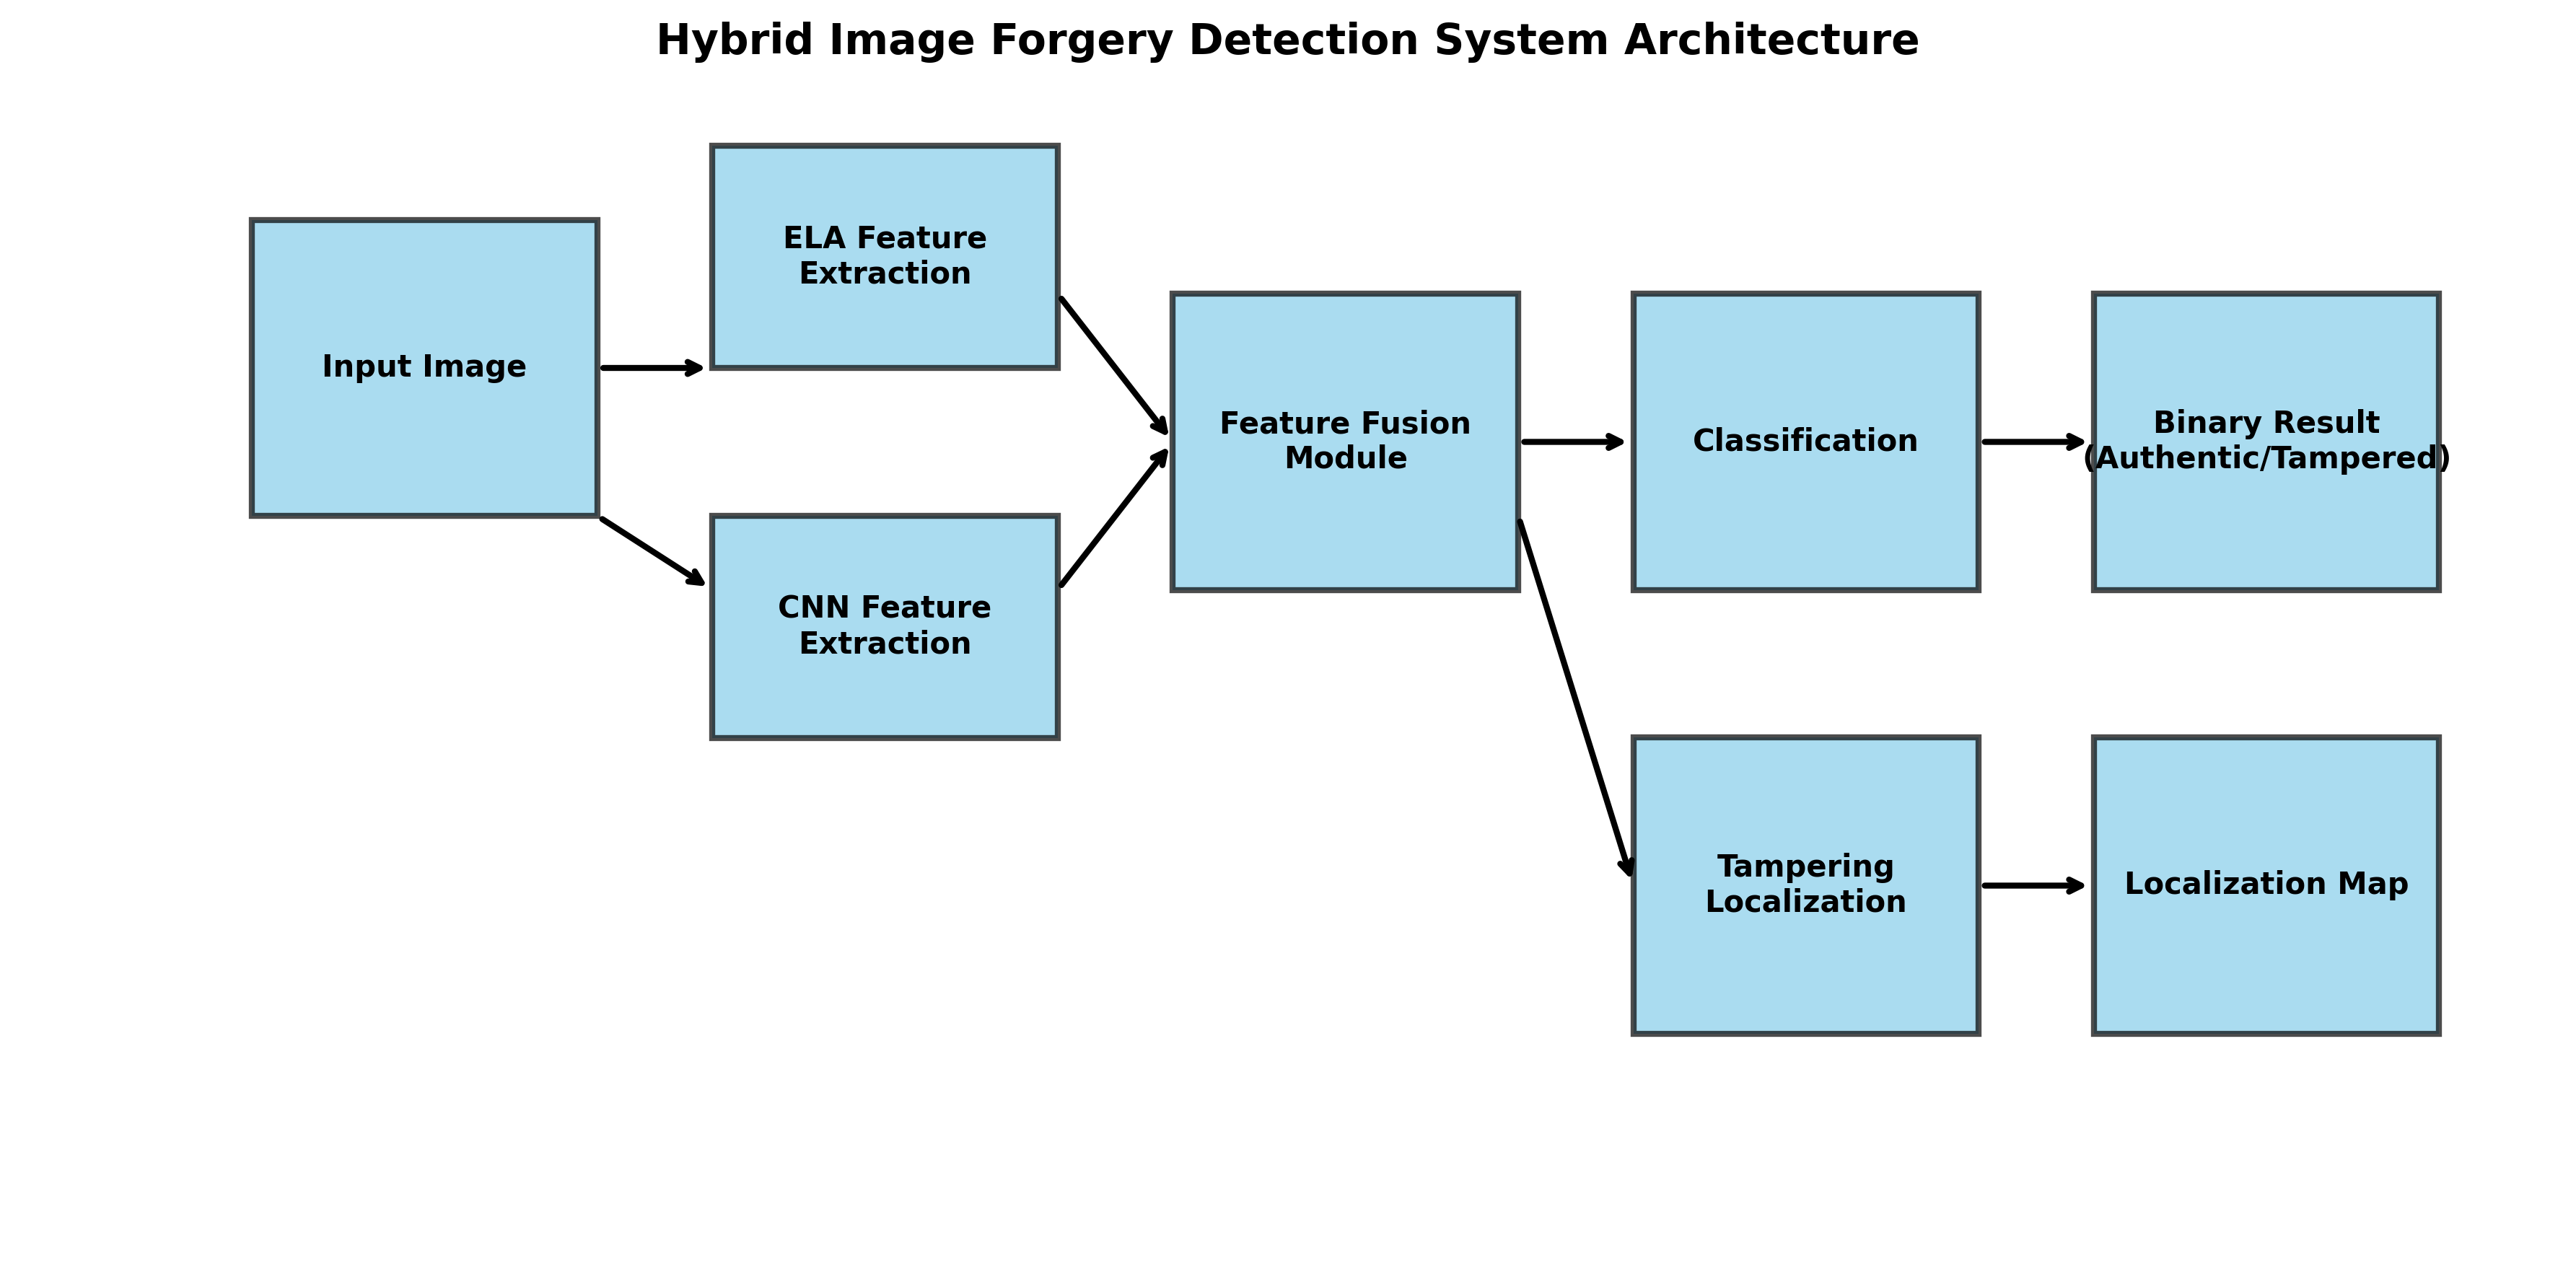 Hybrid Image Forgery Detection System Architecture
Input Image
ELA Feature
Extraction
CNN Feature
Extraction
Feature Fusion
Module
Classification
Binary Result
(Authentic/Tampered)
Tampering
Localization
Localization Map